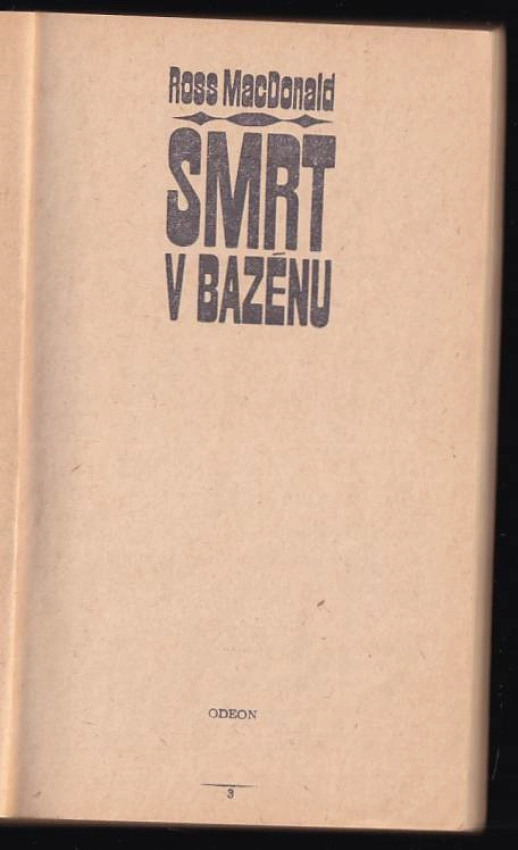 Ross MacDonald
SMRT
V BAZÉNU
ODEON
3